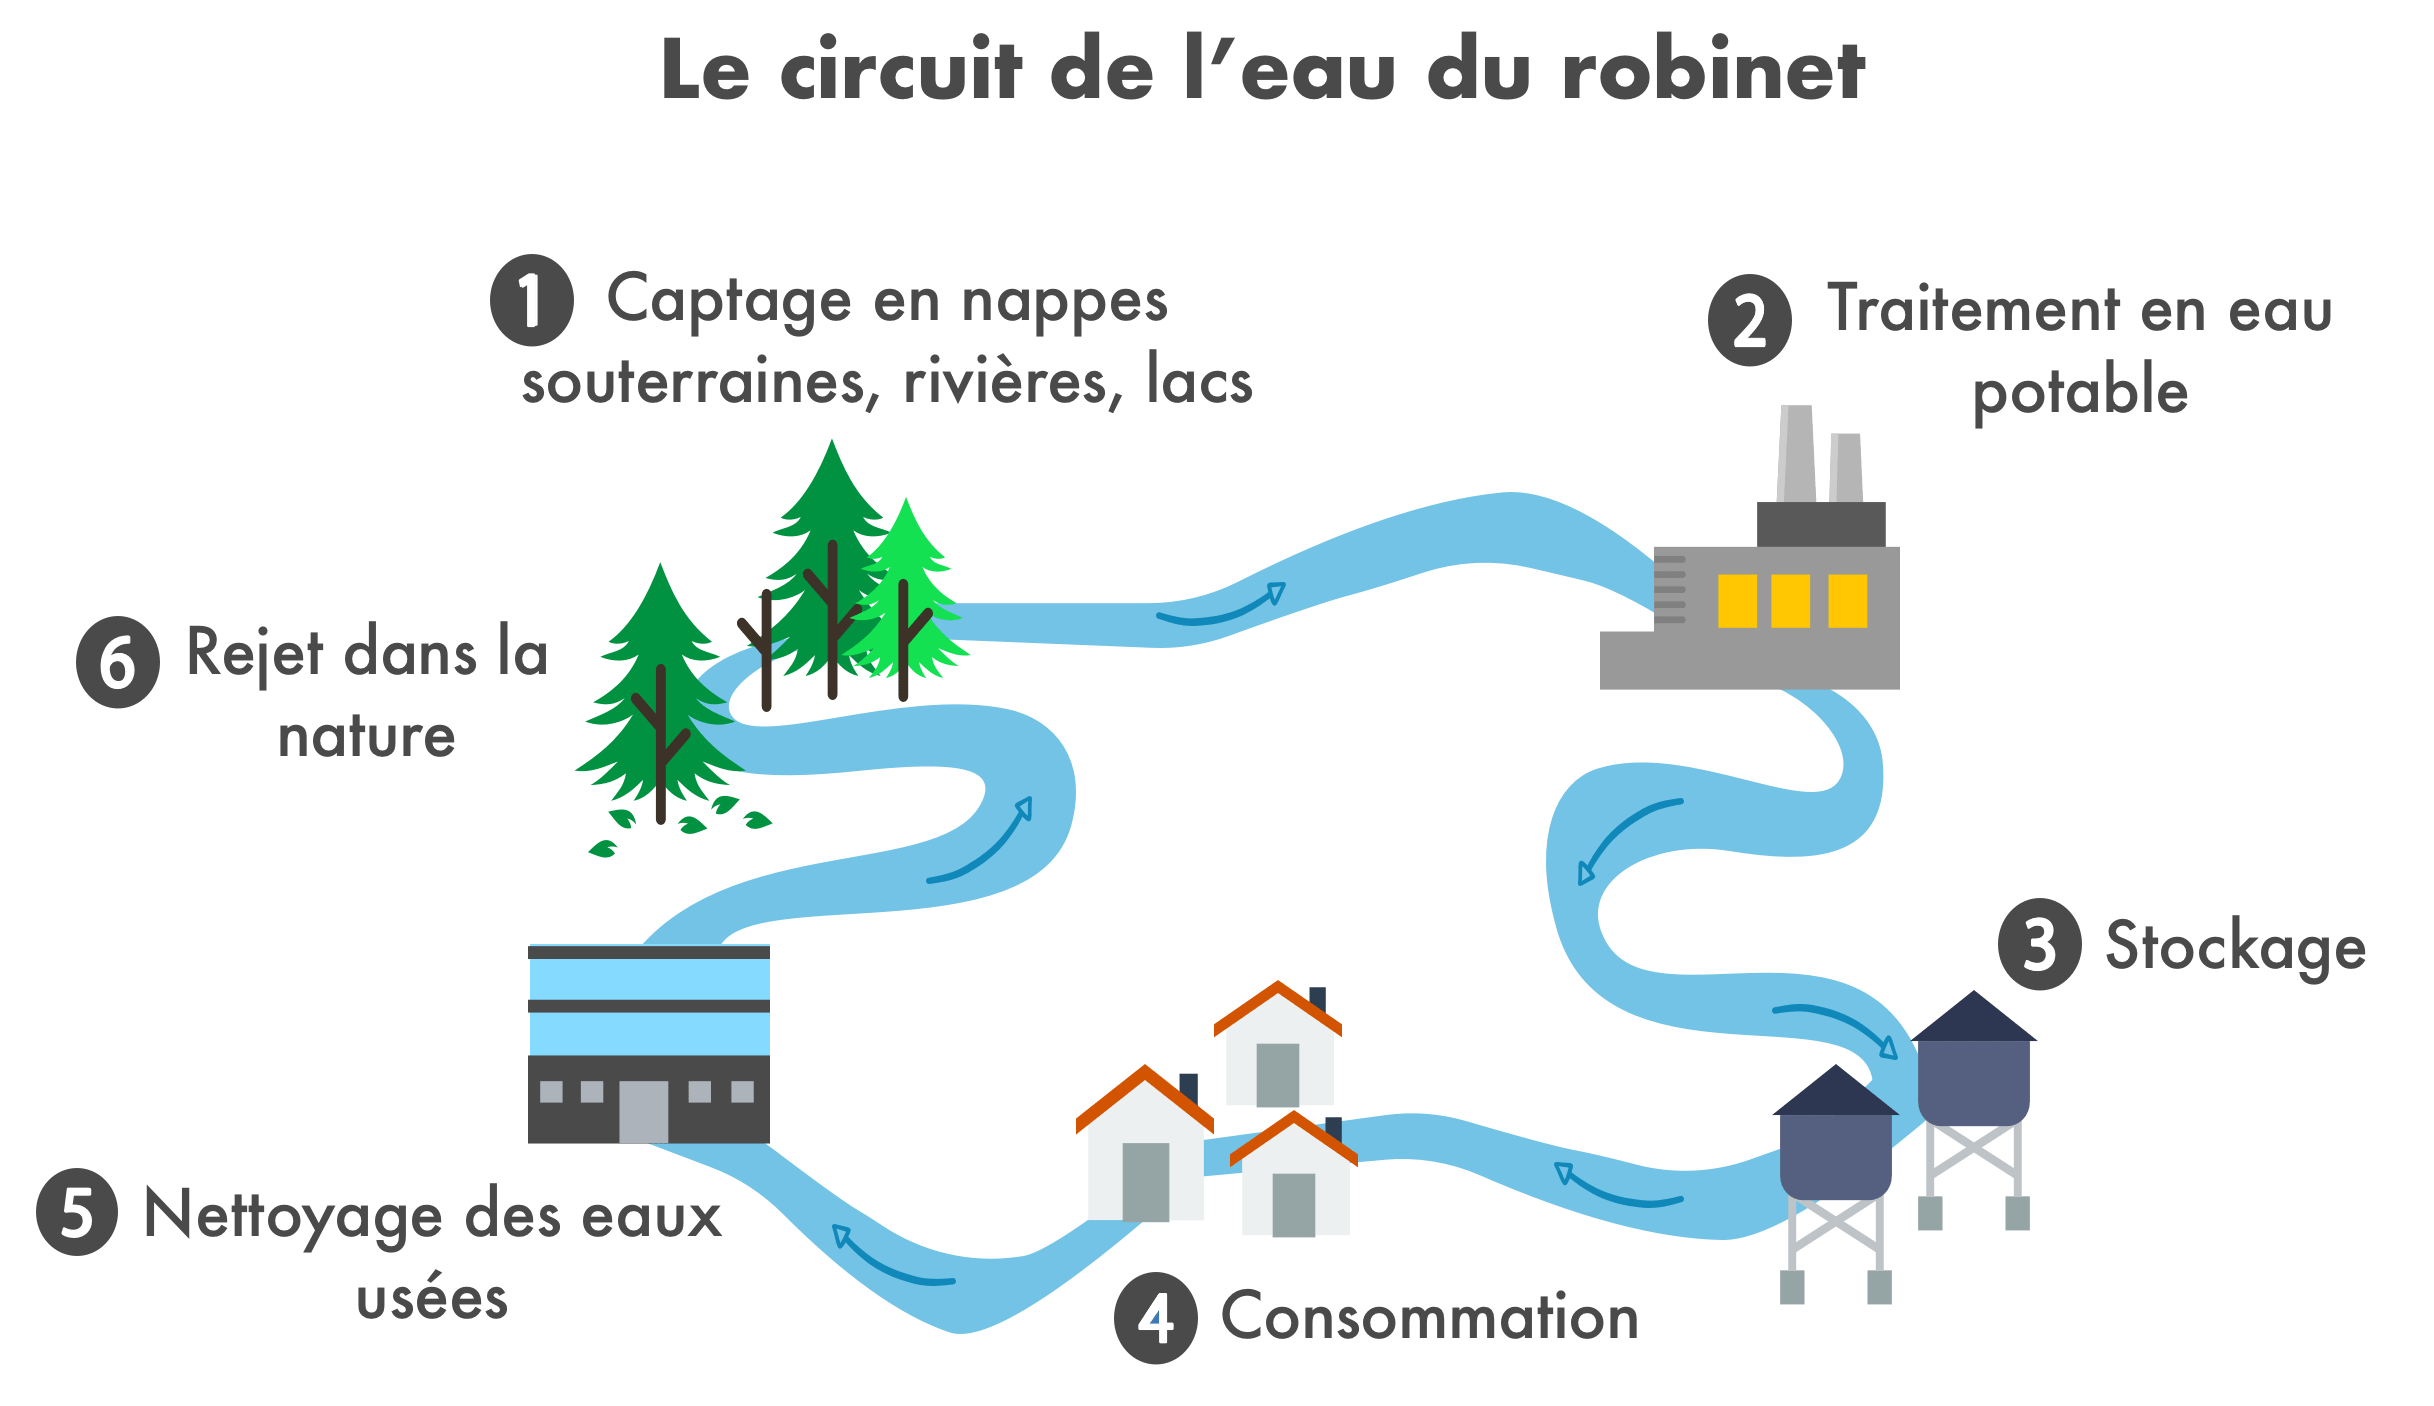 Le circuit de l’eau du robinet
1 Captage en nappes
souterraines, rivières, lacs
2 Traitement en eau
potable
3 Stockage
4 Consommation
5 Nettoyage des eaux
usées
6 Rejet dans la
nature